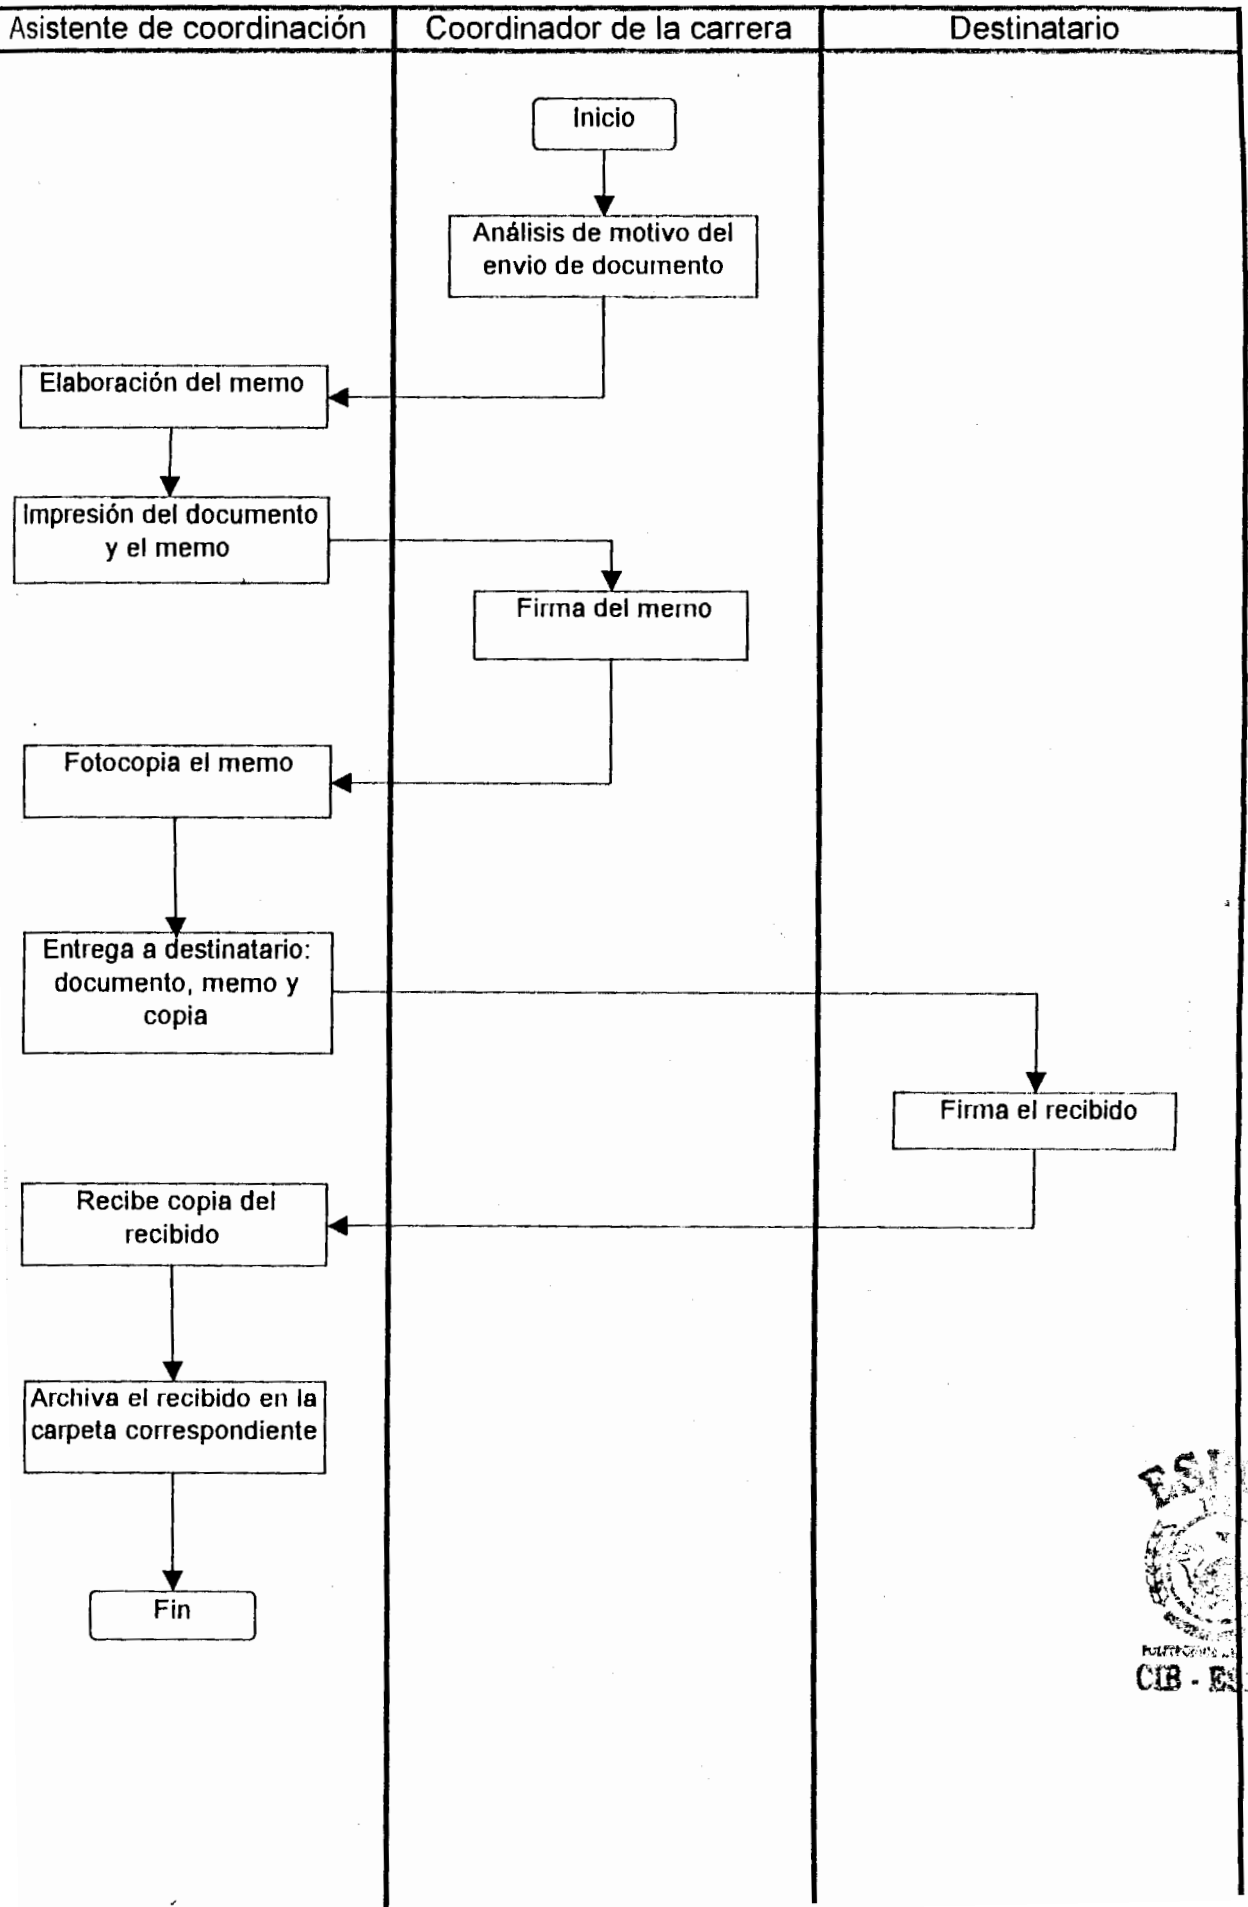 Asistente de coordinación
Coordinador de la carrera
Destinatario
Inicio
Análisis de motivo del
envio de documento
Elaboración del memo
Impresión del documento
y el memo
Firma del memo
Fotocopia el memo
Entrega a destinatario:
documento, memo y
copia
Firma el recibido
Recibe copia del
recibido
Archiva el recibido en la
carpeta correspondiente
Fin
CIB -